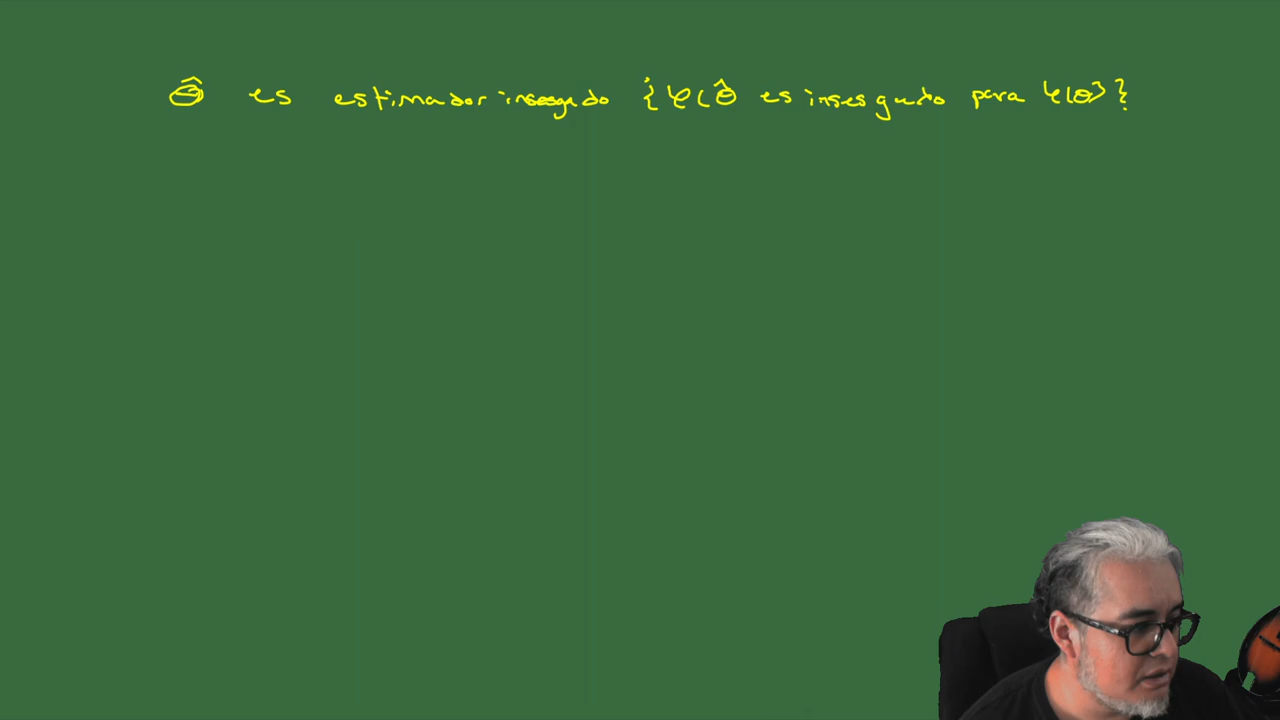 θ̂ es estimador insesgado ¿φ(θ̂ es insesgado para φ(θ)?